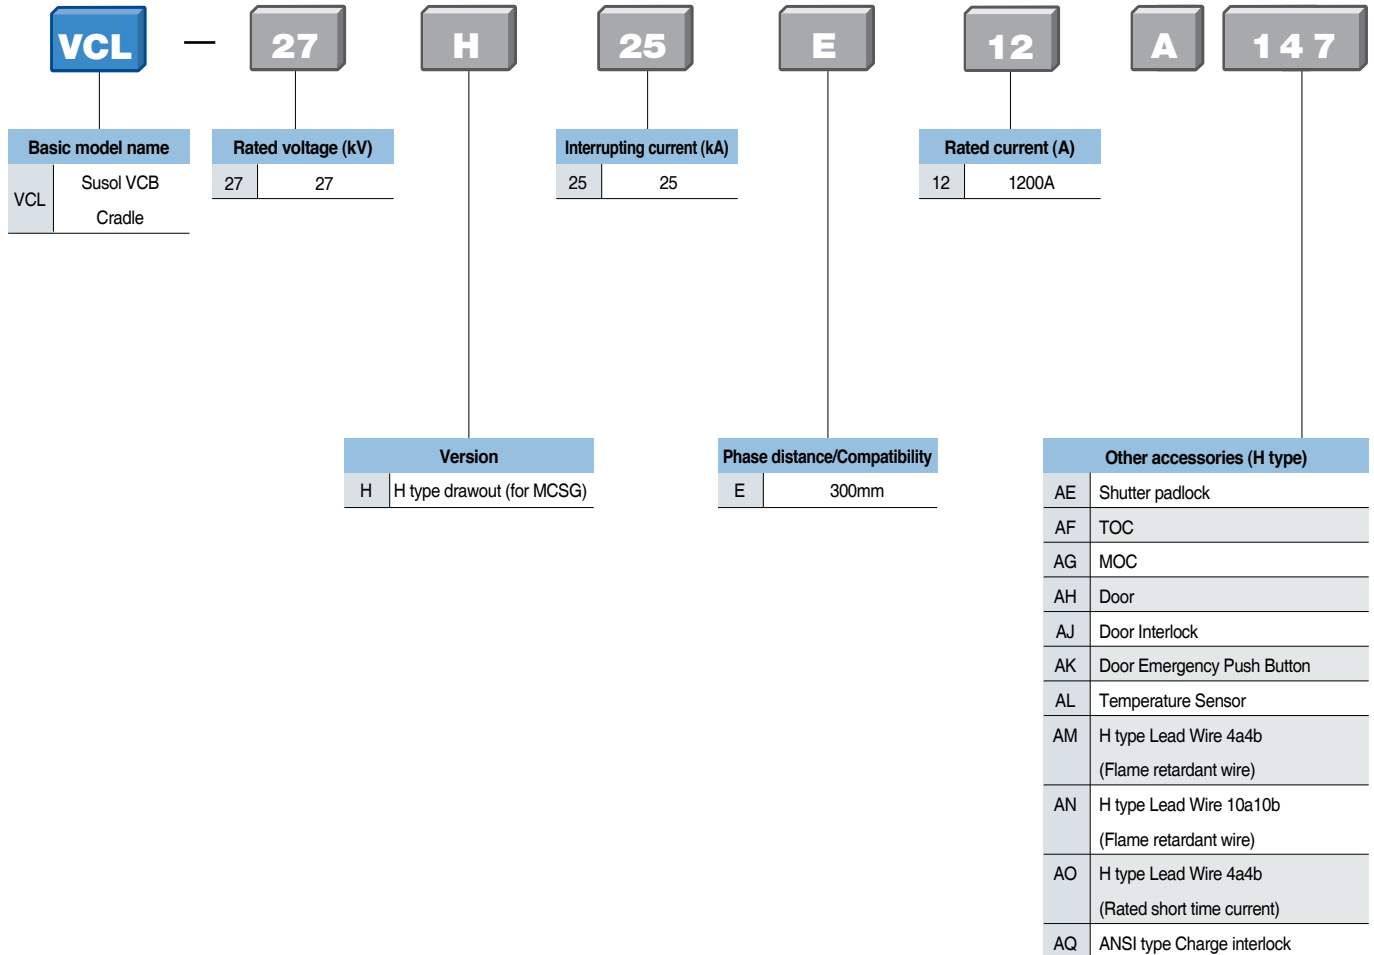 VCL — 27 H 25 E 12 A 147
Basic model name
VCL Susol VCB
Cradle
Rated voltage (kV)
27 27
Interrupting current (kA)
25 25
Rated current (A)
12 1200A
Version
H H type drawout (for MCSG)
Phase distance/Compatibility
E 300mm
Other accessories (H type)
AE Shutter padlock
AF TOC
AG MOC
AH Door
AJ Door Interlock
AK Door Emergency Push Button
AL Temperature Sensor
AM H type Lead Wire 4a4b
(Flame retardant wire)
AN H type Lead Wire 10a10b
(Flame retardant wire)
AO H type Lead Wire 4a4b
(Rated short time current)
AQ ANSI type Charge interlock